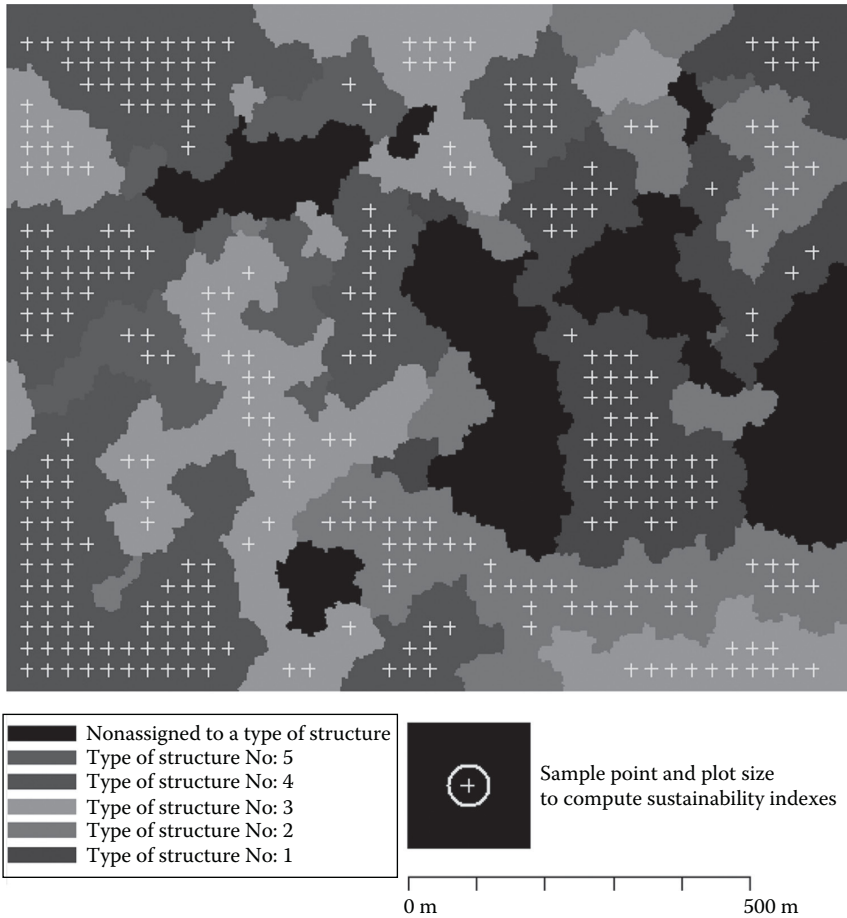 Nonassigned to a type of structure
Type of structure No: 5
Type of structure No: 4
Type of structure No: 3
Type of structure No: 2
Type of structure No: 1
Sample point and plot size
to compute sustainability indexes
0 m 500 m